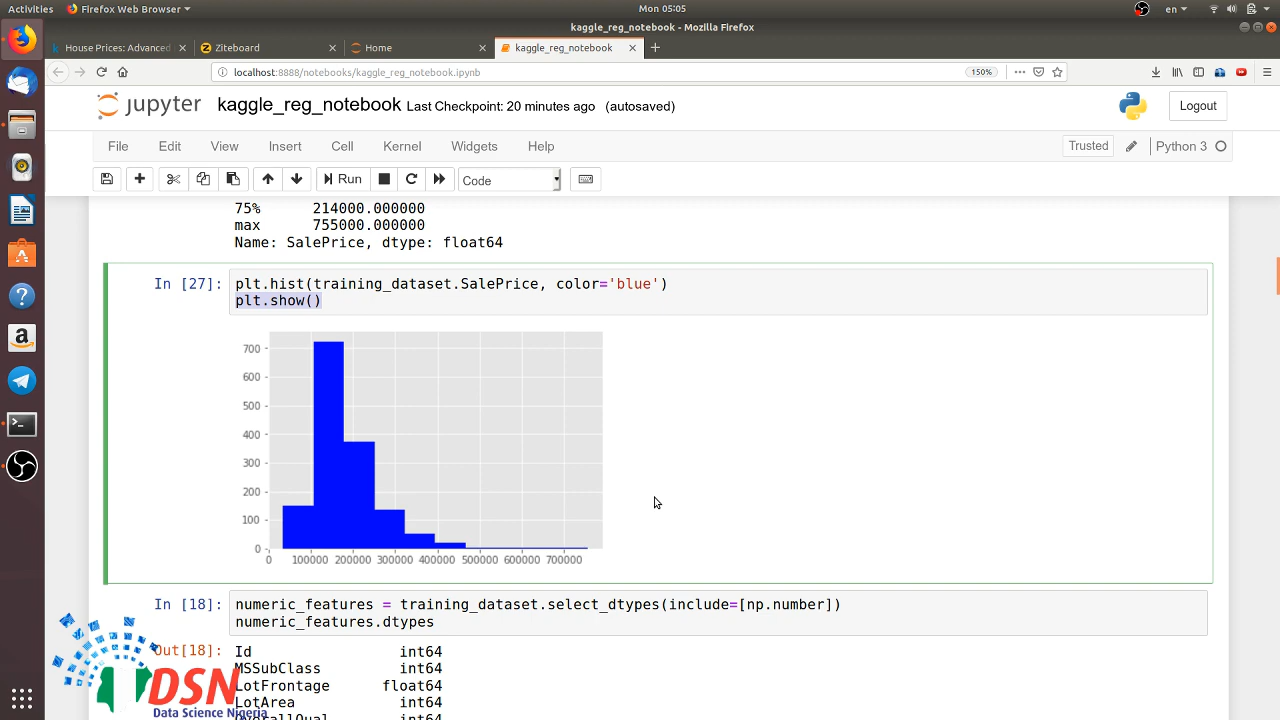 Activities Firefox Web Browser Mon 05:05 en
kaggle_reg_notebook - Mozilla Firefox
House Prices: Advanced Ziteboard Home kaggle_reg_notebook
localhost:8888/notebooks/kaggle_reg_notebook.ipynb 150%
jupyter kaggle_reg_notebook Last Checkpoint: 20 minutes ago (autosaved) Logout
File Edit View Insert Cell Kernel Widgets Help Trusted Python 3
Run Code
75% 214000.000000
max 755000.000000
Name: SalePrice, dtype: float64
In [27]: plt.hist(training_dataset.SalePrice, color='blue')
plt.show()
700
600
500
400
300
200
100
0
0 100000 200000 300000 400000 500000 600000 700000
In [18]: numeric_features = training_dataset.select_dtypes(include=[np.number])
numeric_features.dtypes
Out[18]: Id int64
MSSubClass int64
LotFrontage float64
LotArea int64
OverallQual int64
DSN
Data Science Nigeria